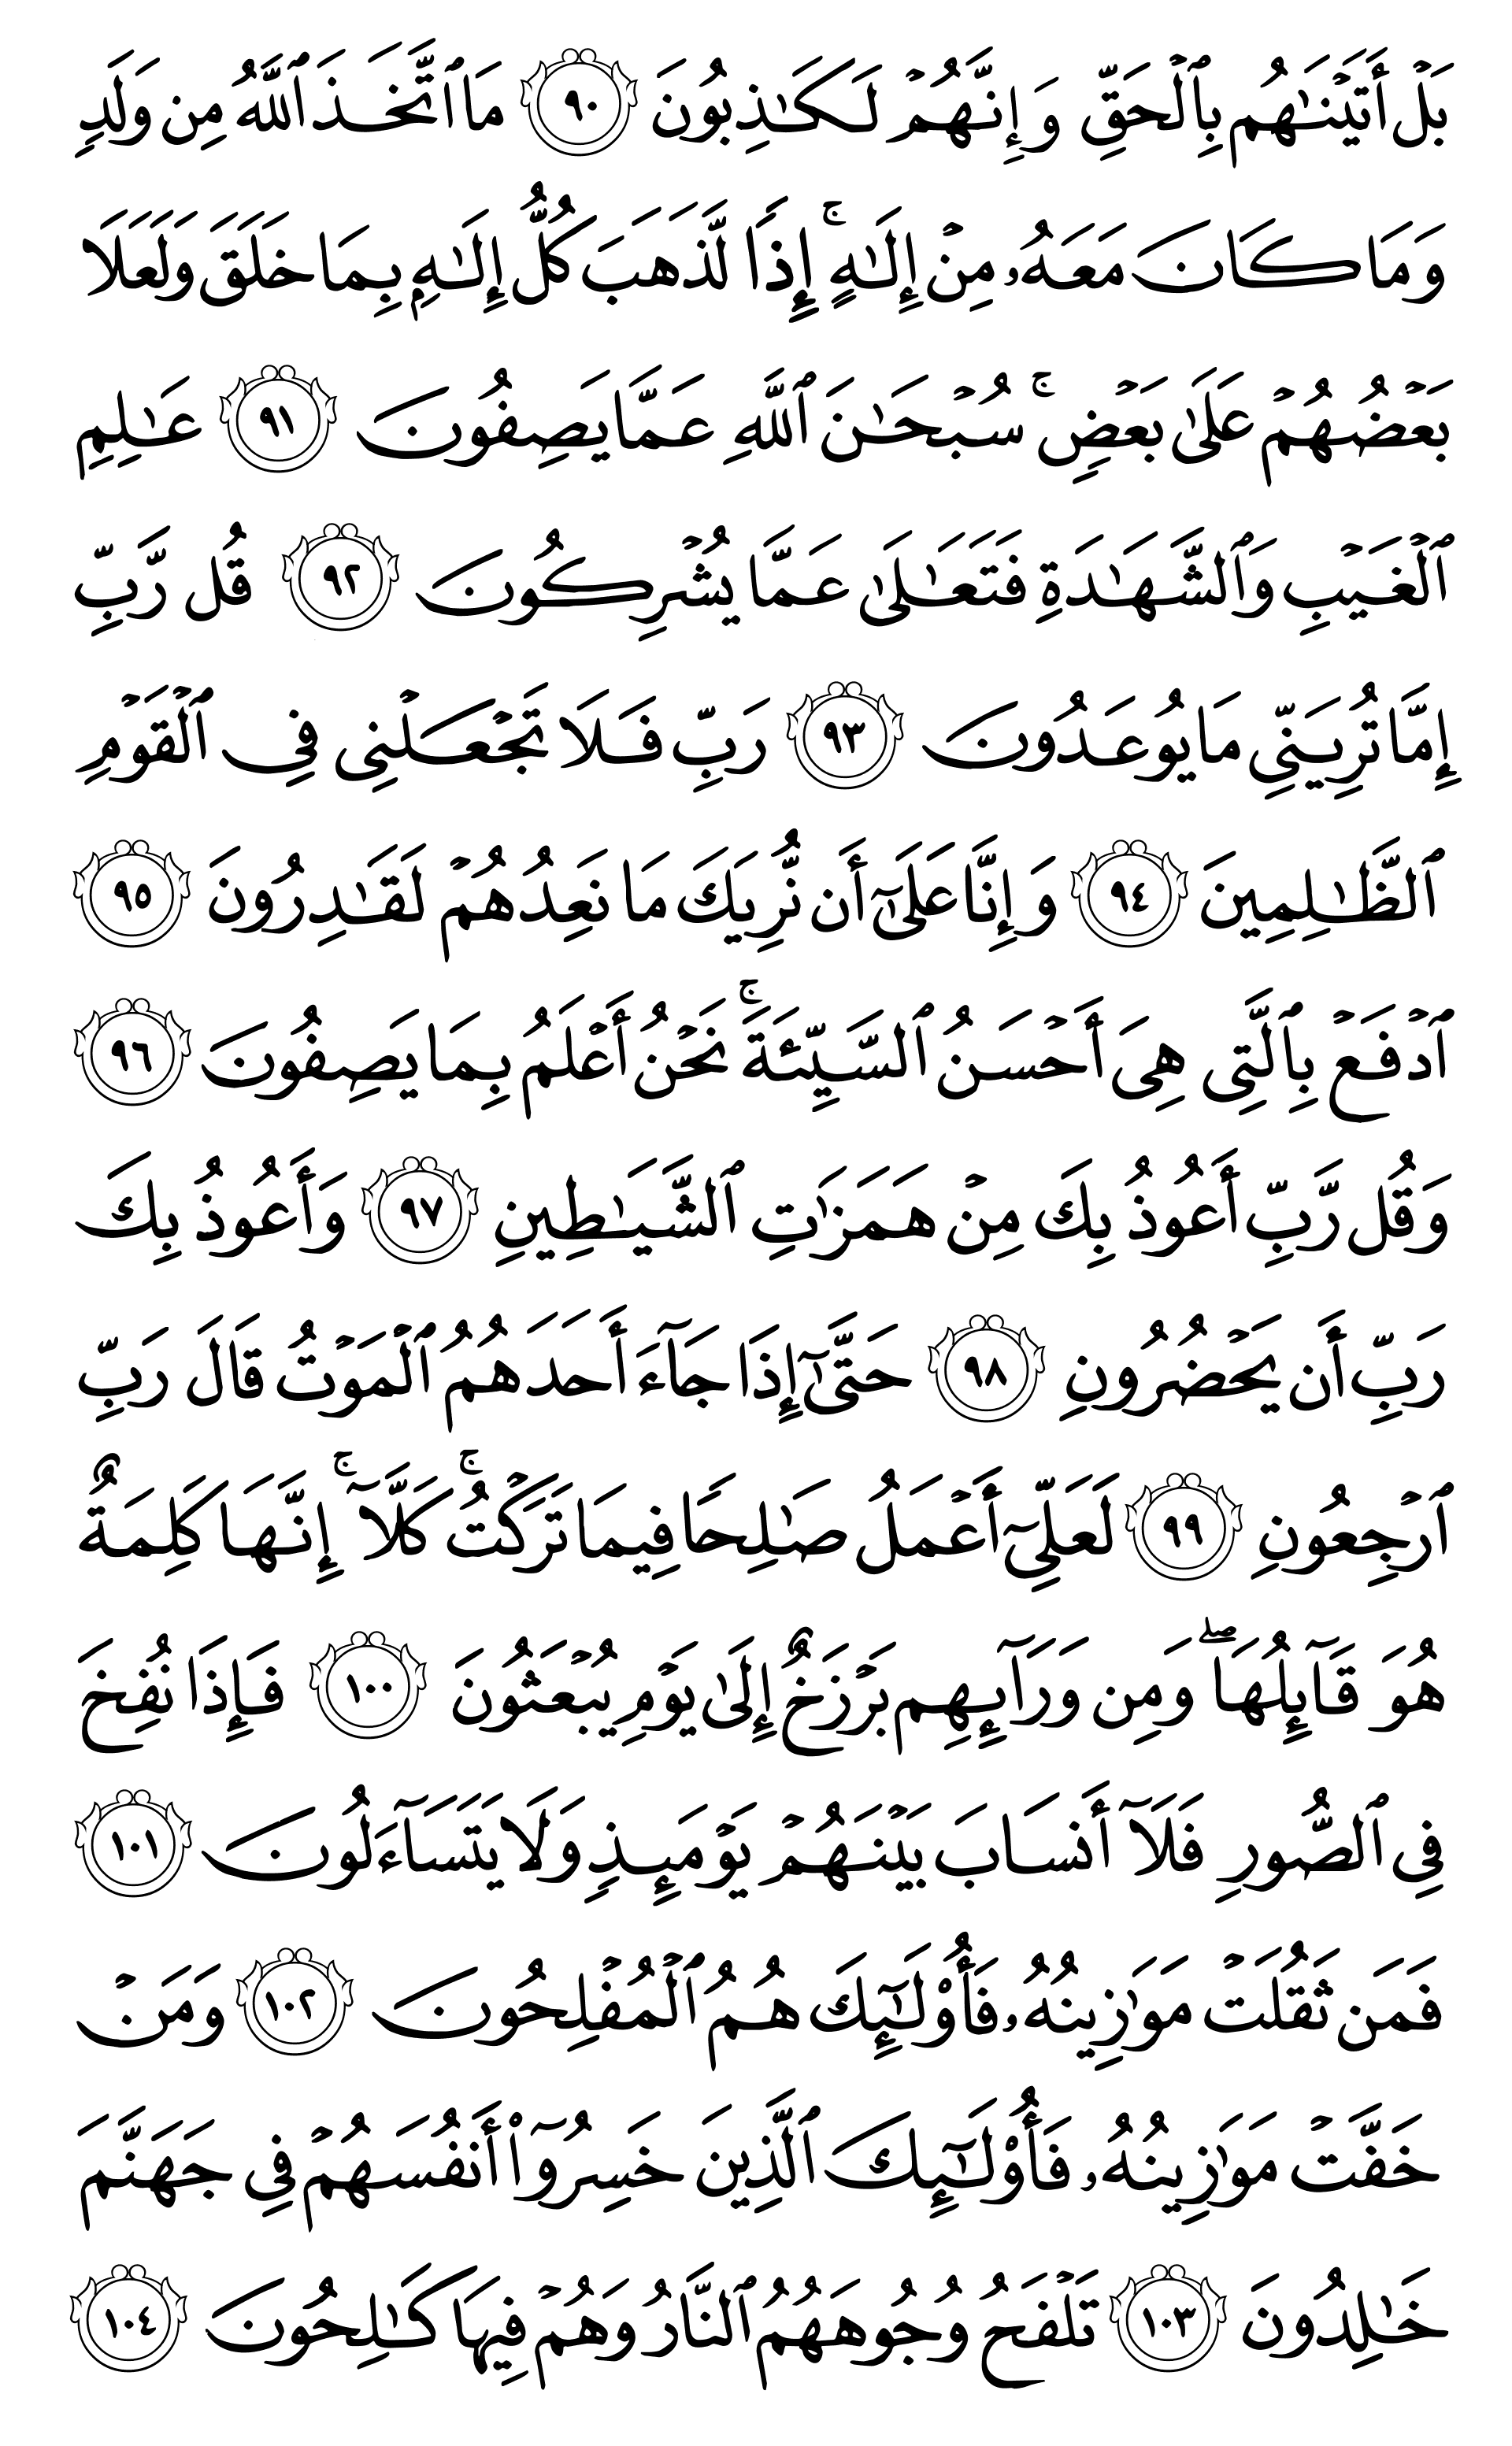 بَلْ أَتَيْنَٰهُم بِٱلْحَقِّ وَإِنَّهُمْ لَكَٰذِبُونَ ٩٠ مَا ٱتَّخَذَ ٱللَّهُ مِن وَلَدٍ
وَمَا كَانَ مَعَهُۥ مِنْ إِلَٰهٍ ۚ إِذًا لَّذَهَبَ كُلُّ إِلَٰهٍۭ بِمَا خَلَقَ وَلَعَلَا
بَعْضُهُمْ عَلَىٰ بَعْضٍ ۚ سُبْحَٰنَ ٱللَّهِ عَمَّا يَصِفُونَ ٩١ عَٰلِمِ
ٱلْغَيْبِ وَٱلشَّهَٰدَةِ فَتَعَٰلَىٰ عَمَّا يُشْرِكُونَ ٩٢ قُل رَّبِّ
إِمَّا تُرِيَنِّى مَا يُوعَدُونَ ٩٣ رَبِّ فَلَا تَجْعَلْنِى فِى ٱلْقَوْمِ
ٱلظَّٰلِمِينَ ٩٤ وَإِنَّا عَلَىٰٓ أَن نُّرِيَكَ مَا نَعِدُهُمْ لَقَٰدِرُونَ ٩٥
ٱدْفَعْ بِٱلَّتِى هِىَ أَحْسَنُ ٱلسَّيِّئَةَ ۚ نَحْنُ أَعْلَمُ بِمَا يَصِفُونَ ٩٦
وَقُل رَّبِّ أَعُوذُ بِكَ مِنْ هَمَزَٰتِ ٱلشَّيَٰطِينِ ٩٧ وَأَعُوذُ بِكَ
رَبِّ أَن يَحْضُرُونِ ٩٨ حَتَّىٰٓ إِذَا جَآءَ أَحَدَهُمُ ٱلْمَوْتُ قَالَ رَبِّ
ٱرْجِعُونِ ٩٩ لَعَلِّىٓ أَعْمَلُ صَٰلِحًا فِيمَا تَرَكْتُ ۚ كَلَّآ ۚ إِنَّهَا كَلِمَةٌ
هُوَ قَآئِلُهَا ۖ وَمِن وَرَآئِهِم بَرْزَخٌ إِلَىٰ يَوْمِ يُبْعَثُونَ ١٠٠ فَإِذَا نُفِخَ
فِى ٱلصُّورِ فَلَآ أَنسَابَ بَيْنَهُمْ يَوْمَئِذٍ وَلَا يَتَسَآءَلُونَ ١٠١
فَمَن ثَقُلَتْ مَوَٰزِينُهُۥ فَأُو۟لَٰٓئِكَ هُمُ ٱلْمُفْلِحُونَ ١٠٢ وَمَنْ
خَفَّتْ مَوَٰزِينُهُۥ فَأُو۟لَٰٓئِكَ ٱلَّذِينَ خَسِرُوٓا۟ أَنفُسَهُمْ فِى جَهَنَّمَ
خَٰلِدُونَ ١٠٣ تَلْفَحُ وُجُوهَهُمُ ٱلنَّارُ وَهُمْ فِيهَا كَٰلِحُونَ ١٠٤